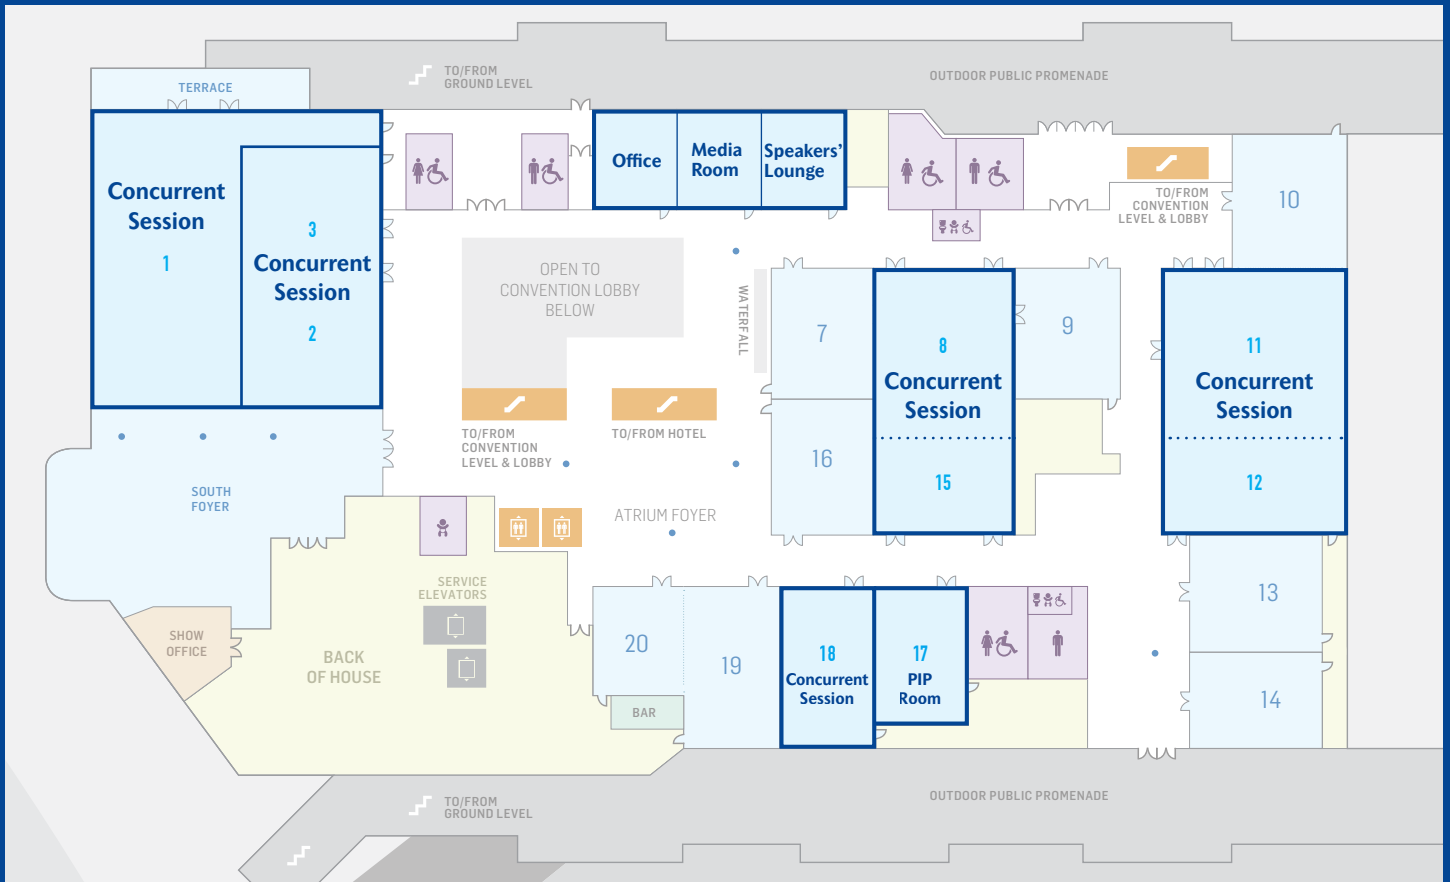 TO/FROM
GROUND LEVEL
OUTDOOR PUBLIC PROMENADE
TERRACE
Concurrent
Session
1
3
Concurrent
Session
2
Office
Media
Room
Speakers'
Lounge
TO/FROM
CONVENTION
LEVEL & LOBBY
10
OPEN TO
CONVENTION LOBBY
BELOW
WATERFALL
7
8
Concurrent
Session
15
9
11
Concurrent
Session
12
16
TO/FROM
CONVENTION
LEVEL & LOBBY
TO/FROM HOTEL
SOUTH
FOYER
ATRIUM FOYER
SERVICE
ELEVATORS
SHOW
OFFICE
BACK
OF HOUSE
20
19
BAR
18
Concurrent
Session
17
PIP
Room
13
14
TO/FROM
GROUND LEVEL
OUTDOOR PUBLIC PROMENADE